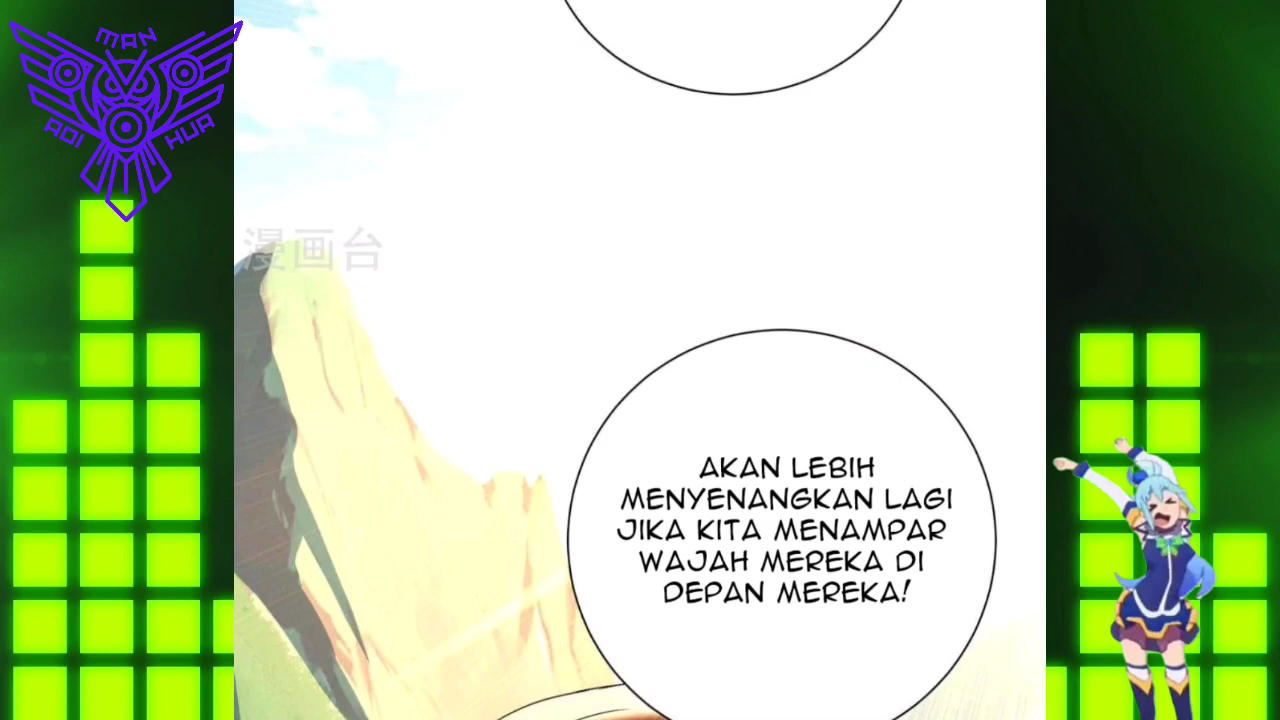 MAN
ADI
HUA
漫画台
AKAN LEBIH
MENYENANGKAN LAGI
JIKA KITA MENAMPAR
WAJAH MEREKA DI
DEPAN MEREKA!